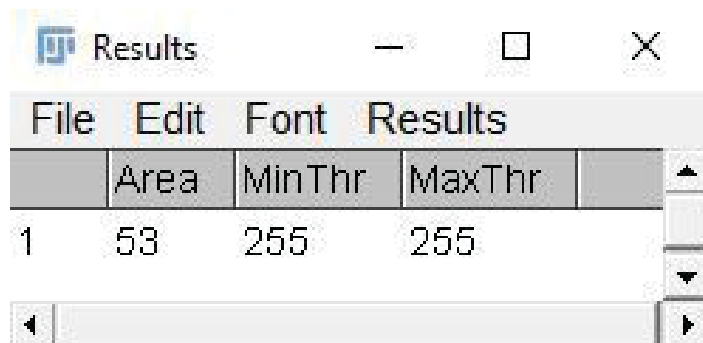 Results
File Edit Font Results
Area MinThr MaxThr
1 53 255 255